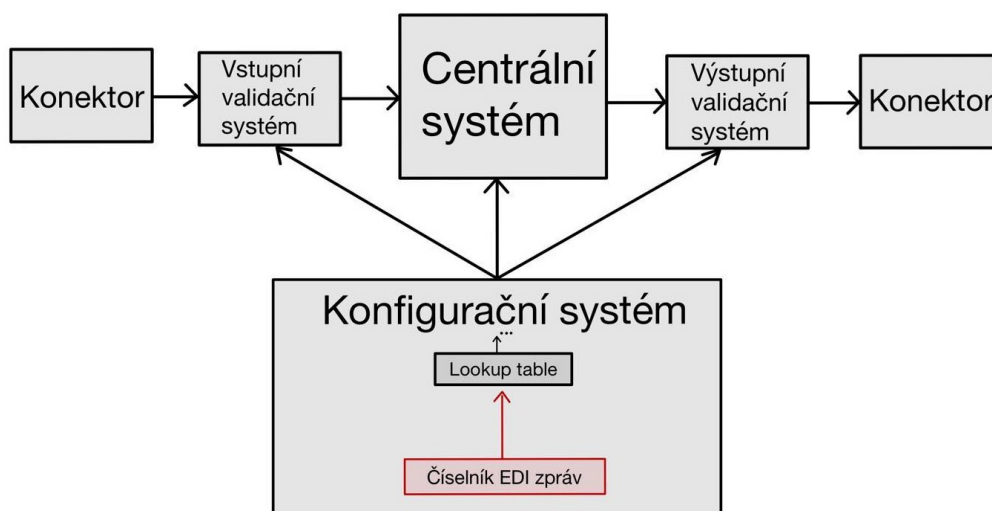 Konektor
Vstupní
validační
systém
Centrální
systém
Výstupní
validační
systém
Konektor
Konfigurační systém
...
Lookup table
Číselník EDI zpráv